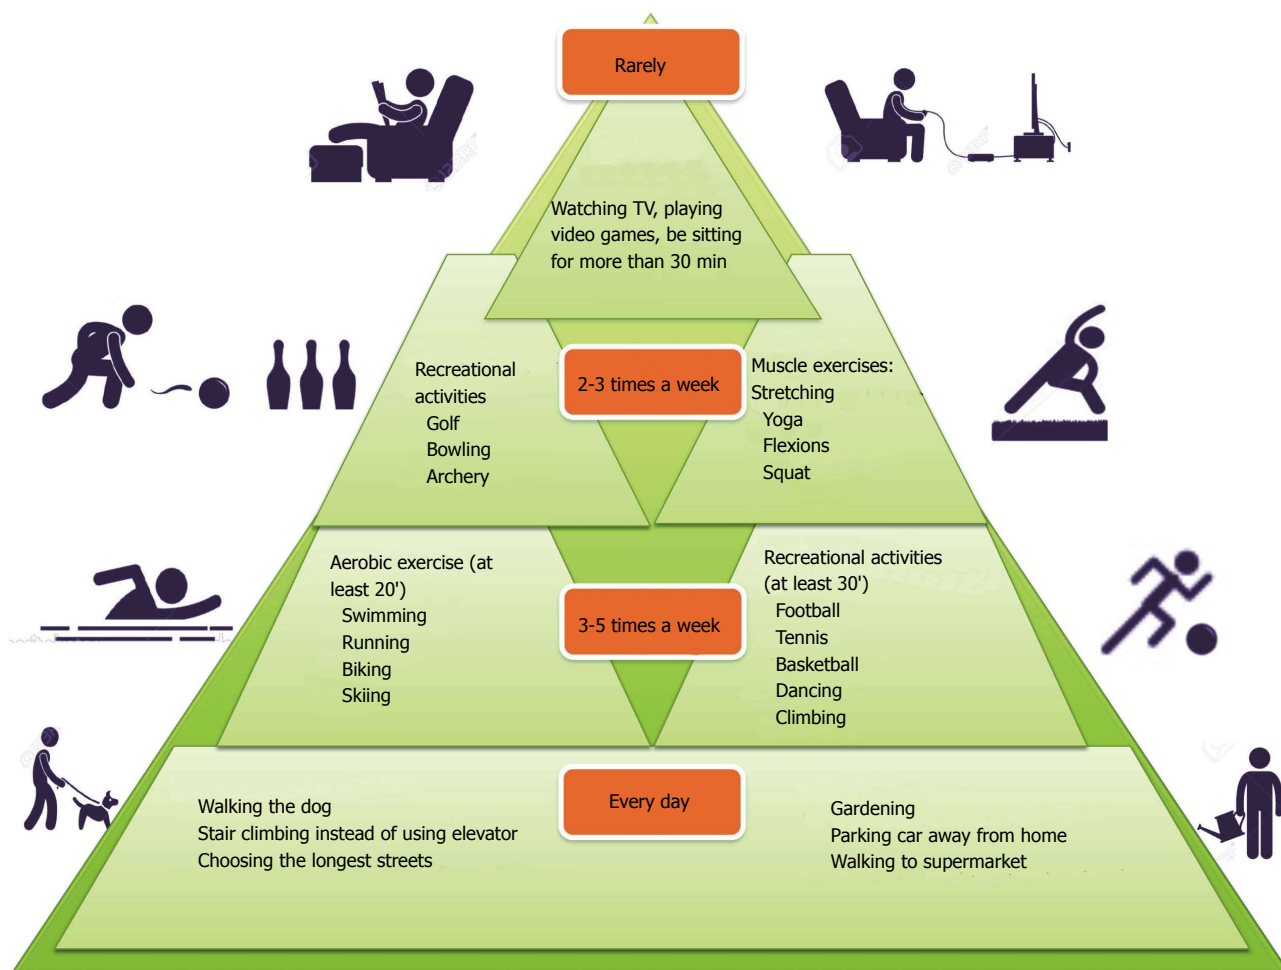 Rarely
Watching TV, playing
video games, be sitting
for more than 30 min
2-3 times a week
Recreational
activities
Golf
Bowling
Archery
Muscle exercises:
Stretching
Yoga
Flexions
Squat
3-5 times a week
Aerobic exercise (at
least 20')
Swimming
Running
Biking
Skiing
Recreational activities
(at least 30')
Football
Tennis
Basketball
Dancing
Climbing
Every day
Walking the dog
Stair climbing instead of using elevator
Choosing the longest streets
Gardening
Parking car away from home
Walking to supermarket